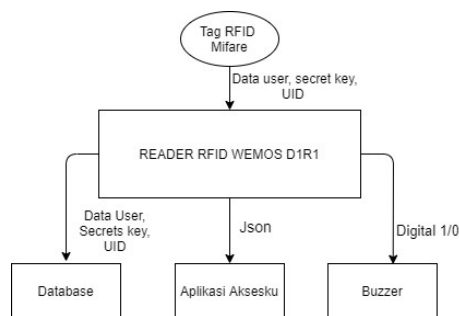 Tag RFID
Mifare
Data user, secret key,
UID
READER RFID WEMOS D1R1
Data User,
Secrets key,
UID
Json
Digital 1/0
Database
Aplikasi Aksesku
Buzzer